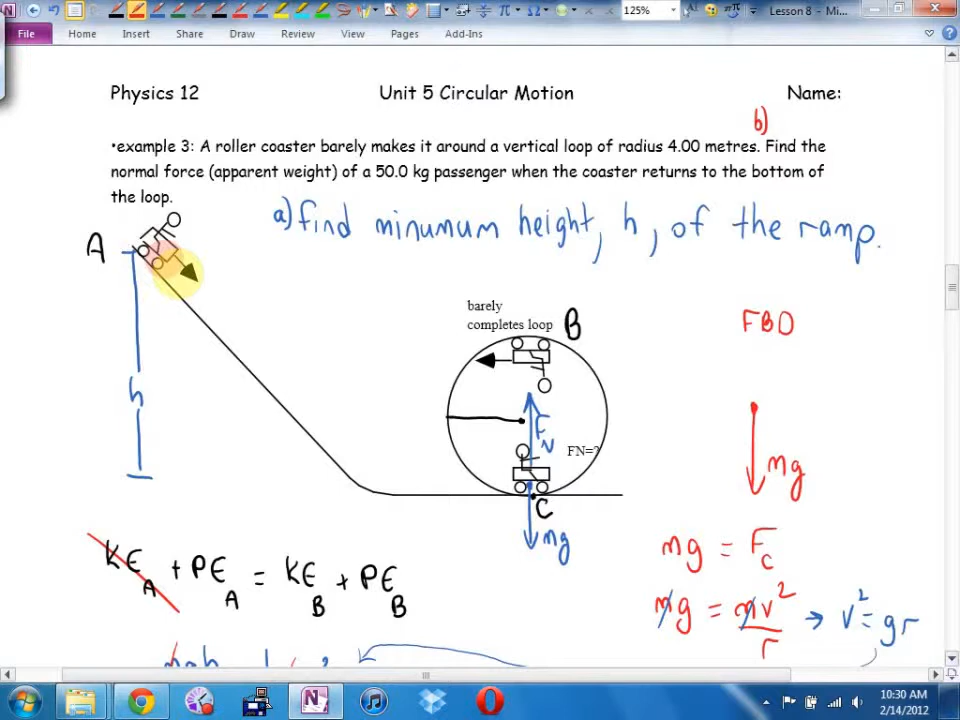 125%
Lesson 8 - Mi...
File Home Insert Share Draw Review View Pages Add-Ins
Physics 12 Unit 5 Circular Motion Name:
b)
•example 3: A roller coaster barely makes it around a vertical loop of radius 4.00 metres. Find the
normal force (apparent weight) of a 50.0 kg passenger when the coaster returns to the bottom of
the loop.
a) find minumum height, h, of the ramp.
A
barely
completes loop B
FBD
h
FN
FN=?
mg
C
mg
mg = Fc
KE_A + PE_A = KE_B + PE_B
mg = mv²/r → v² = gr
10:30 AM
2/14/2012